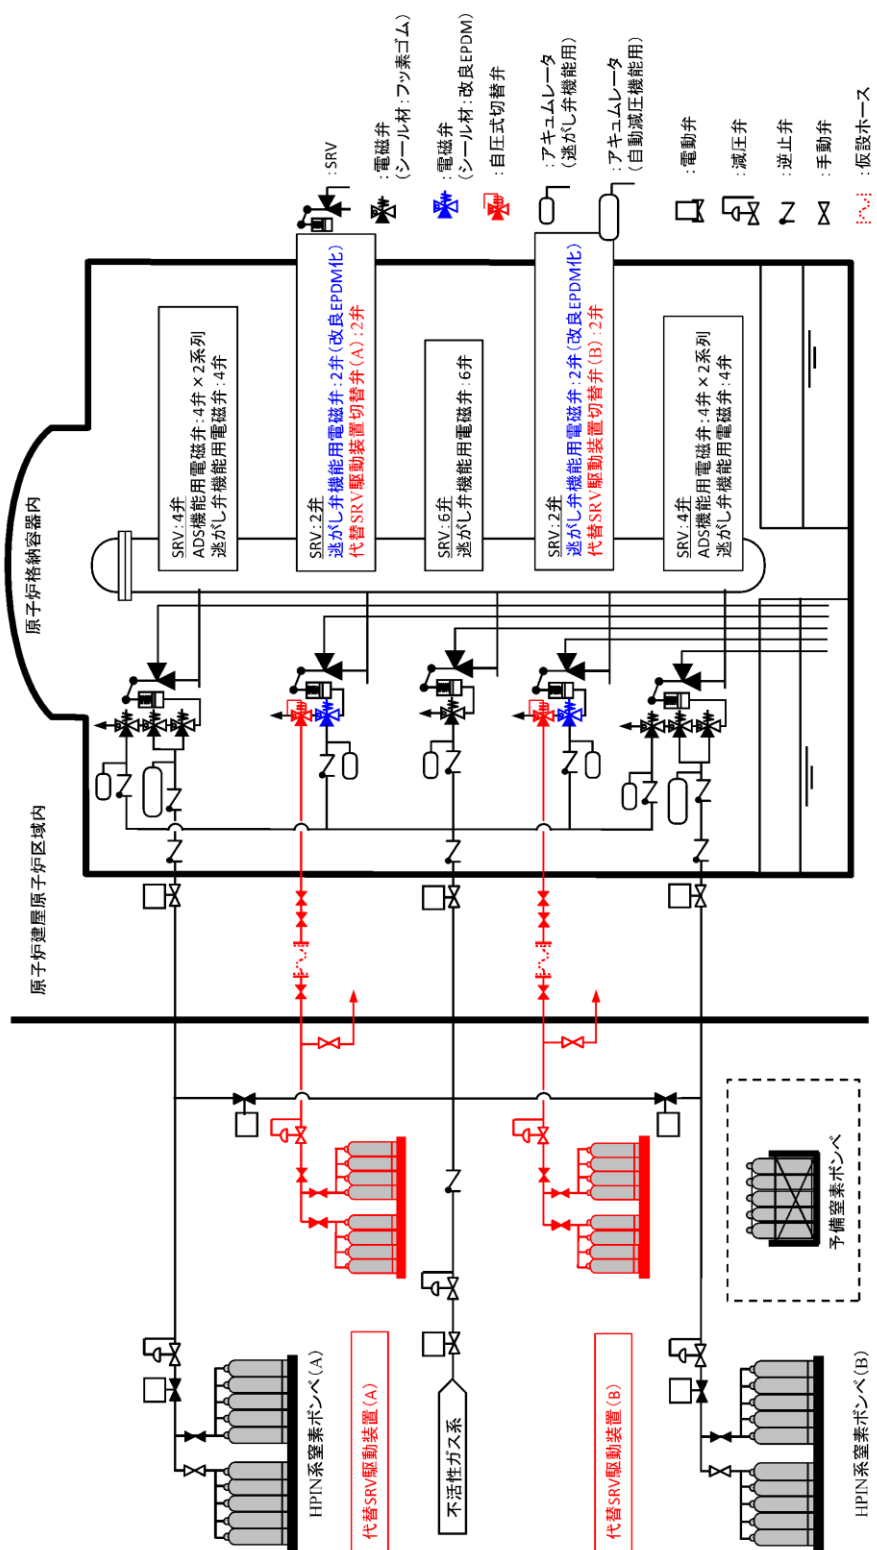 原子炉建屋原子炉区域内
原子炉格納容器内
SRV:4弁
ADS機能用電磁弁:4弁×2系列
逃がし弁機能用電磁弁:4弁
SRV:2弁
逃がし弁機能用電磁弁:2弁(改良EPDM化)
代替SRV駆動装置切替弁(A):2弁
SRV:6弁
逃がし弁機能用電磁弁:6弁
SRV:2弁
逃がし弁機能用電磁弁:2弁(改良EPDM化)
代替SRV駆動装置切替弁(B):2弁
SRV:4弁
ADS機能用電磁弁:4弁×2系列
逃がし弁機能用電磁弁:4弁
:SRV
:電磁弁
(シール材:フッ素ゴム)
:電磁弁
(シール材:改良EPDM)
:自圧式切替弁
:アキュムレータ
(逃がし弁機能用)
:アキュムレータ
(自動減圧機能用)
:電動弁
:減圧弁
:逆止弁
:手動弁
:仮設ホース
HPIN系窒素ボンベ(A)
代替SRV駆動装置(A)
不活性ガス系
代替SRV駆動装置(B)
HPIN系窒素ボンベ(B)
予備窒素ボンベ